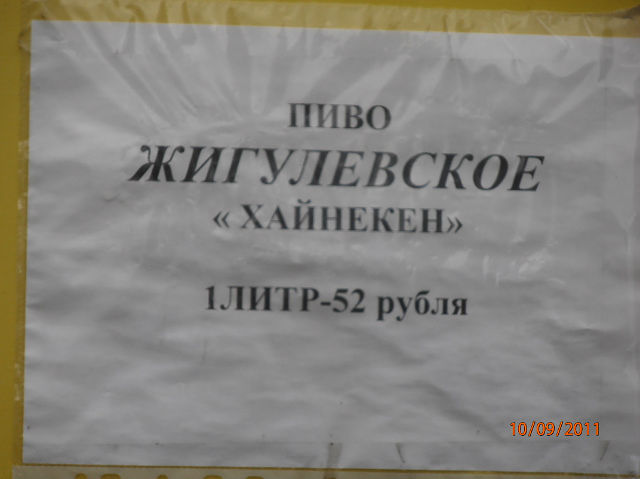 ПИВО
ЖИГУЛЕВСКОЕ
« ХАЙНЕКЕН»
1ЛИТР-52 рубля
10/09/2011